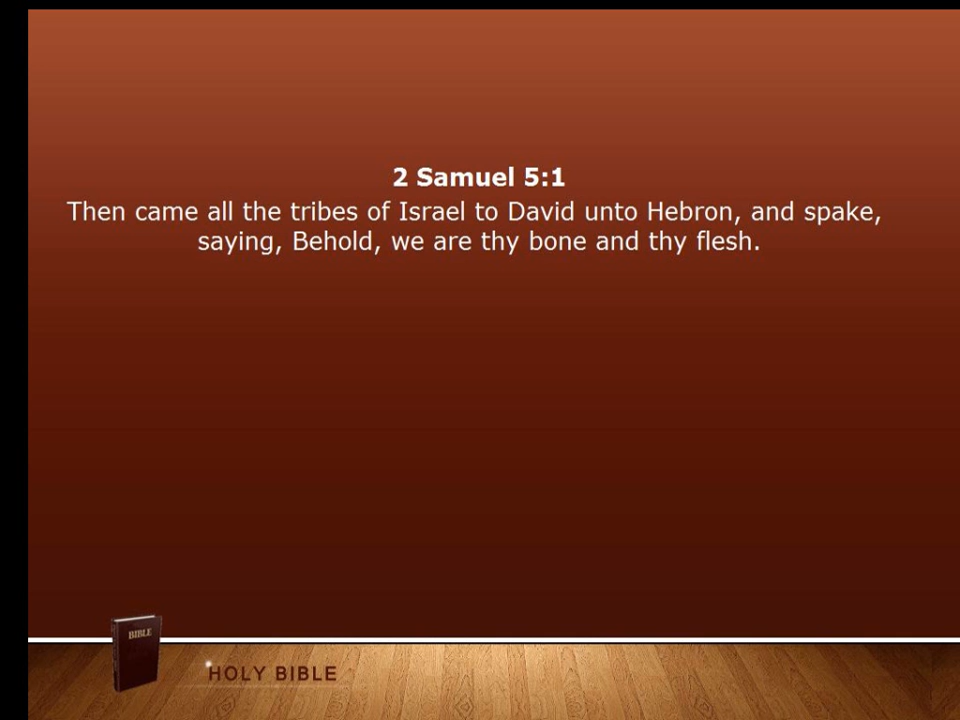 2 Samuel 5:1
Then came all the tribes of Israel to David unto Hebron, and spake,
saying, Behold, we are thy bone and thy flesh.
BIBLE
HOLY BIBLE